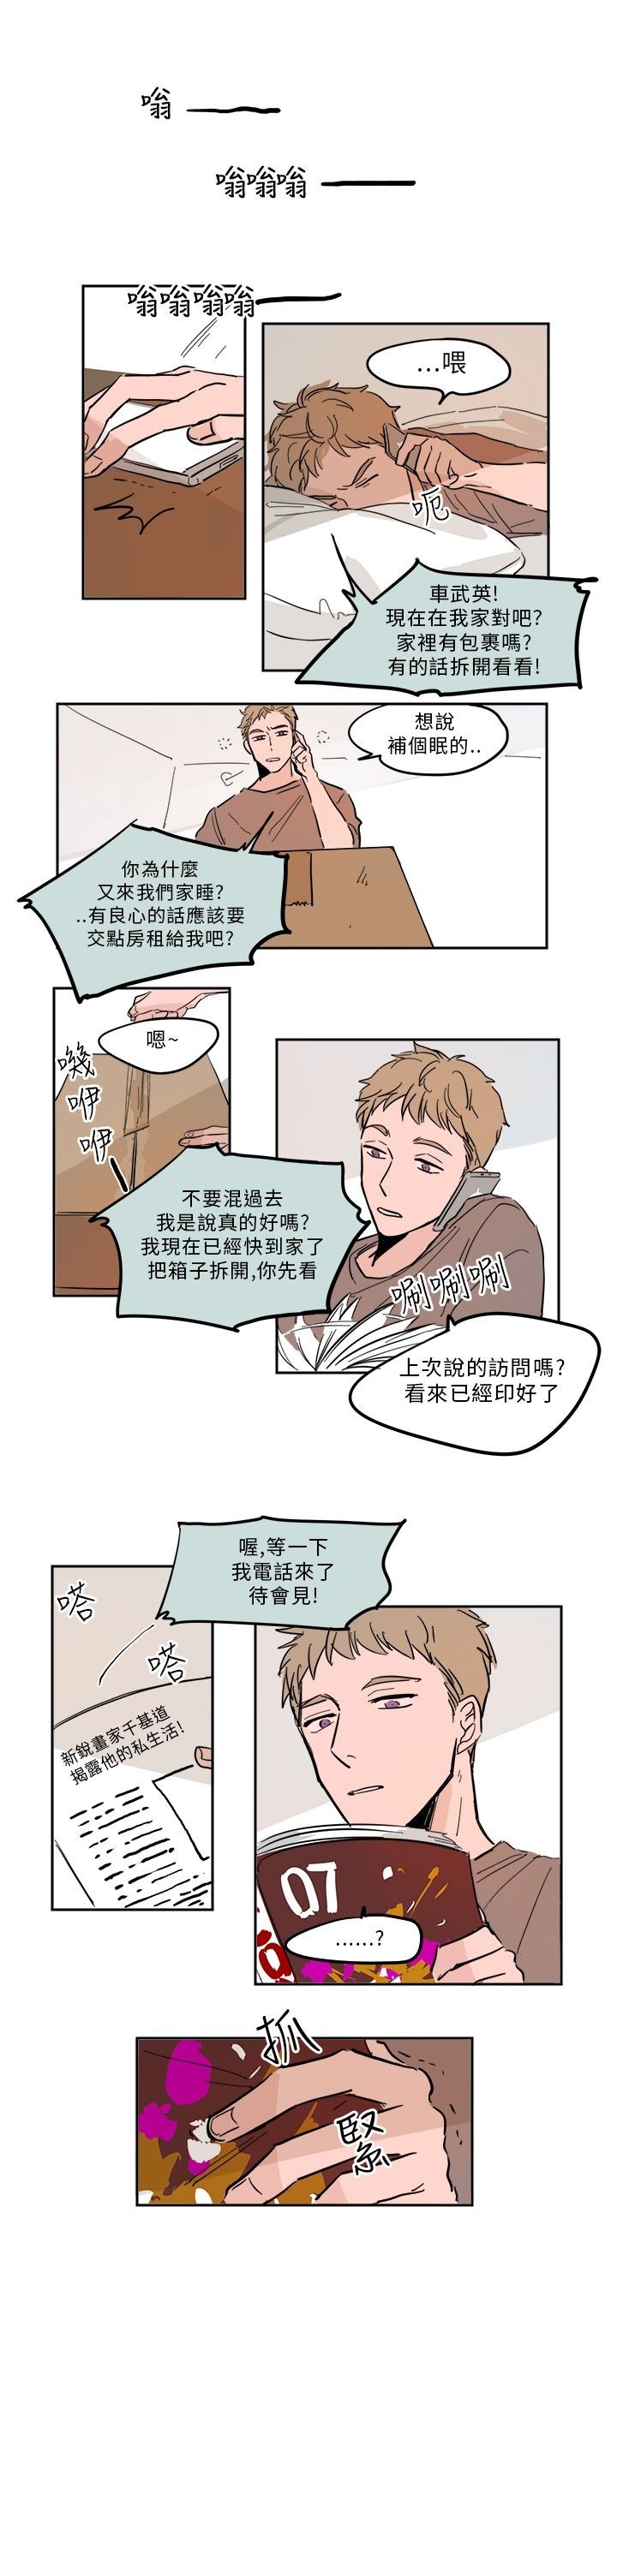 嗡
嗡嗡嗡
嗡嗡嗡嗡
...喂
呃
車武英!
現在在我家對吧?
家裡有包裹嗎?
有的話拆開看看!
想說
補個眠的..
你為什麼
又來我們家睡?
..有良心的話應該要
交點房租給我吧?
嗯~
嘰
咿
咿
不要混過去
我是說真的好嗎?
我現在已經快到家了
把箱子拆開,你先看
唰唰唰
上次說的訪問嗎?
看來已經印好了
喔,等一下
我電話來了
待會見!
嗒
嗒
新銳畫家千基道
揭露他的私生活!
07
......?
抓
緊